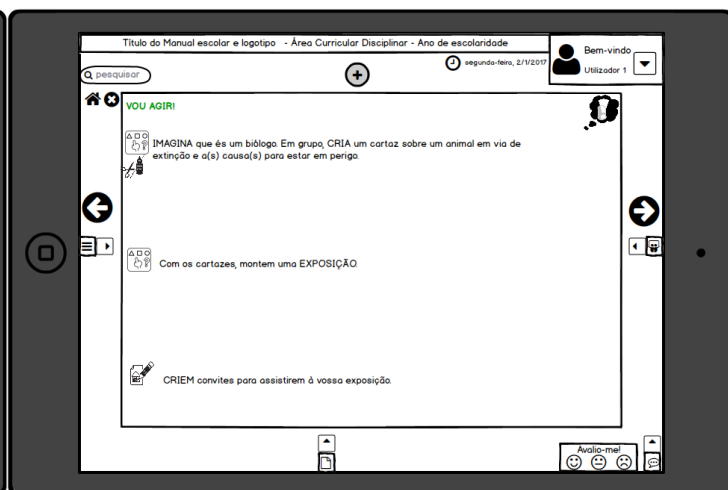 Título do Manual escolar e logotipo - Área Curricular Disciplinar - Ano de escolaridade
Bem-vindo
Utilizador 1
segunda-feira, 2/1/2017
pesquisar
VOU AGIR!
IMAGINA que és um biólogo. Em grupo, CRIA um cartaz sobre um animal em via de
extinção e a(s) causa(s) para estar em perigo.
Com os cartazes, montem uma EXPOSIÇÃO.
CRIEM convites para assistirem à vossa exposição.
Avalio-me!